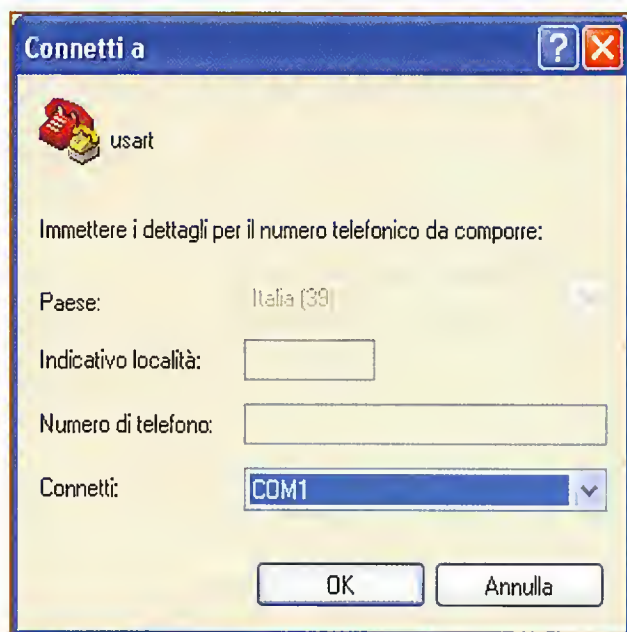 Connetti a
usart
Immettere i dettagli per il numero telefonico da comporre:
Paese: Italia (39)
Indicativo località:
Numero di telefono:
Connetti: COM1
OK Annulla